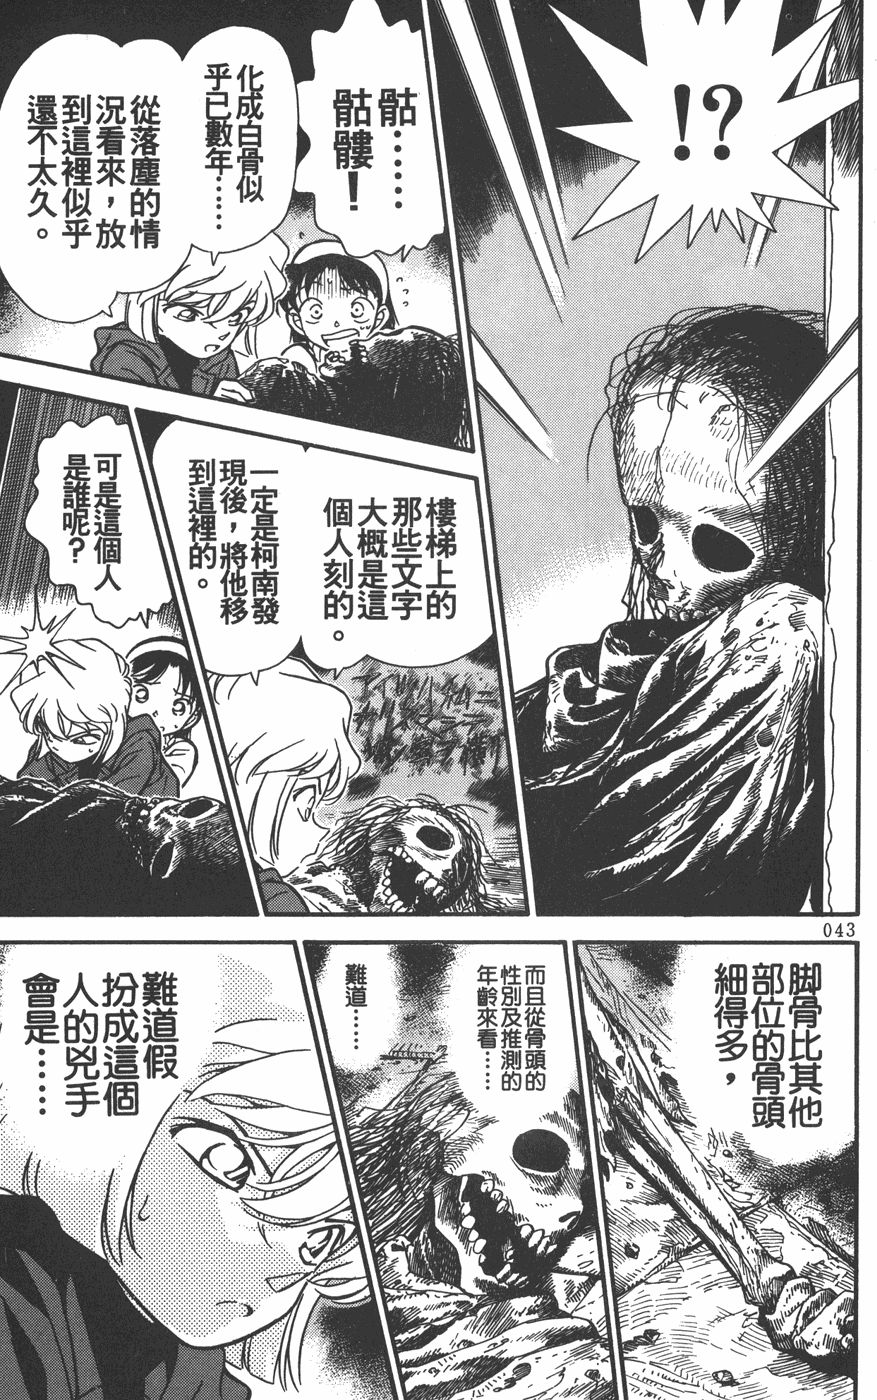 !?
骷……
骷髏！
化成白骨似
乎已數年……
從落塵的情
況看來，放
到這裡似乎
還不太久。
樓梯上的
那些文字
大概是這
個人刻的。
一定是柯南發
現後，將他移
到這裡的。
可是這個人
是誰呢？
043
脚骨比其他
部位的骨頭
細得多，
而且從骨頭的
性別及推測的
年齡來看……
難道……
難道假
扮成這個
人的兇手
會是……